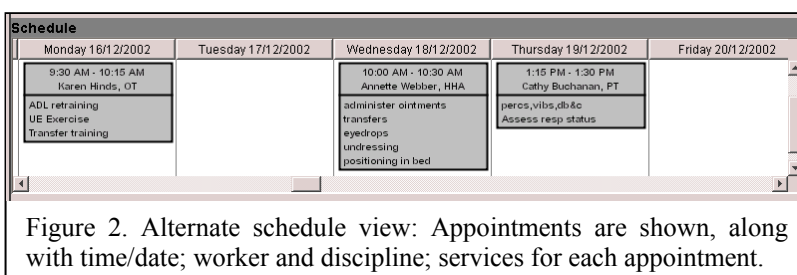 Schedule
Monday 16/12/2002 Tuesday 17/12/2002 Wednesday 18/12/2002 Thursday 19/12/2002 Friday 20/12/2002
9:30 AM - 10:15 AM
Karen Hinds, OT
ADL retraining
UE Exercise
Transfer training
10:00 AM - 10:30 AM
Annette Webber, HHA
administer ointments
transfers
eyedrops
undressing
positioning in bed
1:15 PM - 1:30 PM
Cathy Buchanan, PT
percs,vibs,db&c
Assess resp status
Figure 2. Alternate schedule view: Appointments are shown, along
with time/date; worker and discipline; services for each appointment.